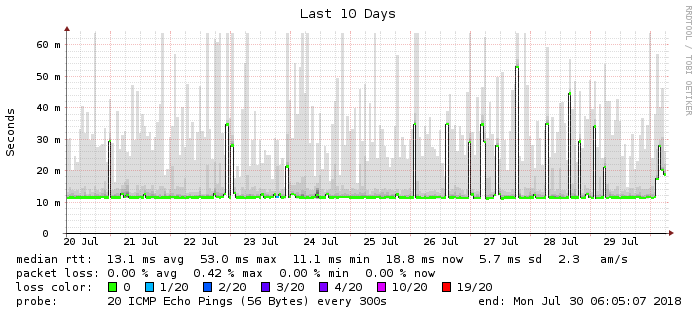 Last 10 Days
RRDTOOL / TOBI OETIKER
Seconds
60 m
50 m
40 m
30 m
20 m
10 m
0
20 Jul 21 Jul 22 Jul 23 Jul 24 Jul 25 Jul 26 Jul 27 Jul 28 Jul 29 Jul
median rtt: 13.1 ms avg 53.0 ms max 11.1 ms min 18.8 ms now 5.7 ms sd 2.3 am/s
packet loss: 0.00 % avg 0.42 % max 0.00 % min 0.00 % now
loss color: 0 1/20 2/20 3/20 4/20 10/20 19/20
probe: 20 ICMP Echo Pings (56 Bytes) every 300s end: Mon Jul 30 06:05:07 2018